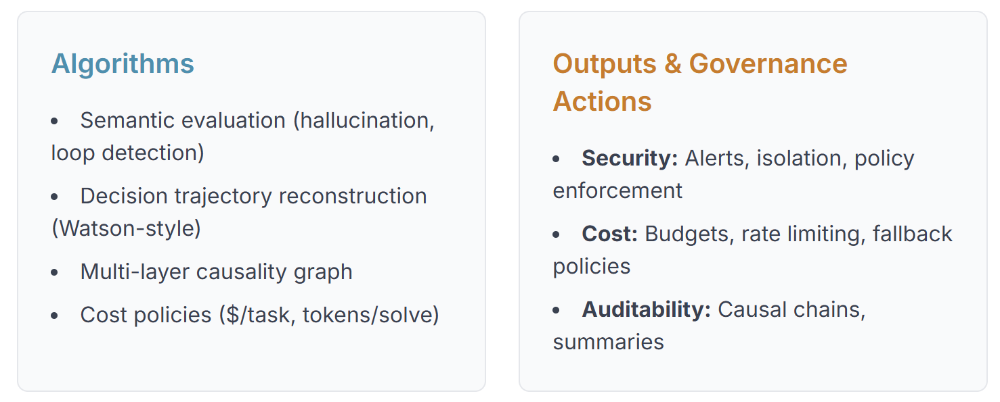 Algorithms
• Semantic evaluation (hallucination,
loop detection)
• Decision trajectory reconstruction
(Watson-style)
• Multi-layer causality graph
• Cost policies ($/task, tokens/solve)
Outputs & Governance
Actions
• Security: Alerts, isolation, policy
enforcement
• Cost: Budgets, rate limiting, fallback
policies
• Auditability: Causal chains,
summaries